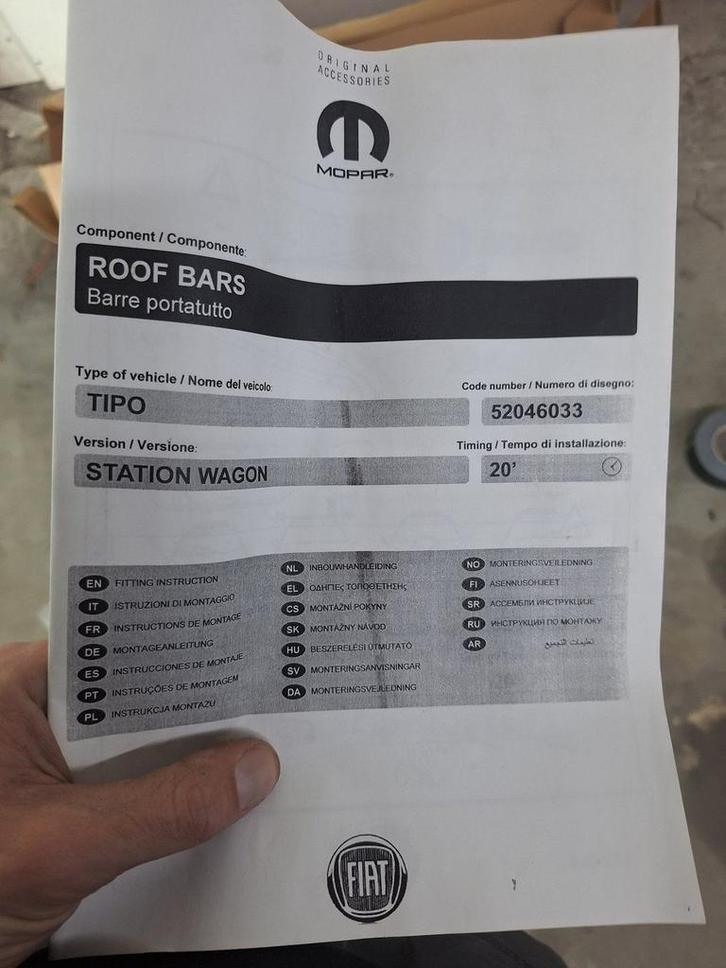 ORIGINAL
ACCESSORIES
MOPAR®
Component / Componente:
ROOF BARS
Barre portatutto
Type of vehicle / Nome del veicolo:
TIPO
Code number / Numero di disegno:
52046033
Version / Versione:
STATION WAGON
Timing / Tempo di installazione:
20’
EN FITTING INSTRUCTION
IT ISTRUZIONI DI MONTAGGIO
FR INSTRUCTIONS DE MONTAGE
DE MONTAGEANLEITUNG
ES INSTRUCCIONES DE MONTAJE
PT INSTRUÇÕES DE MONTAGEM
PL INSTRUKCJA MONTAZU
NL INBOUWHANDLEIDING
EL ΟΔΗΓΙΕς ΤΟΠΟΘΕΤΗΣΗς
CS MONTÁŽNÍ POKYNY
SK MONTÁŽNY NÁVOD
HU BESZERELÉSI ÚTMUTATÓ
SV MONTERINGSANVISNINGAR
DA MONTERINGSVEJLEDNING
NO MONTERINGSVEILEDNING
FI ASENNUSOHJEET
SR АССЕМБЛИ ИНСТРУКЦИЈЕ
RU ИНСТРУКЦИЯ ПО МОНТАЖУ
AR تعليمات التجميع
FIAT